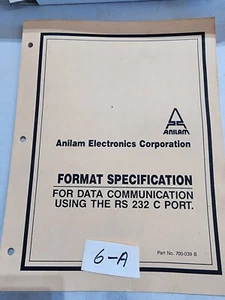 ANILAM
Anilam Electronics Corporation
FORMAT SPECIFICATION
FOR DATA COMMUNICATION
USING THE RS 232 C PORT.
6-A
Part No. 700-039 B